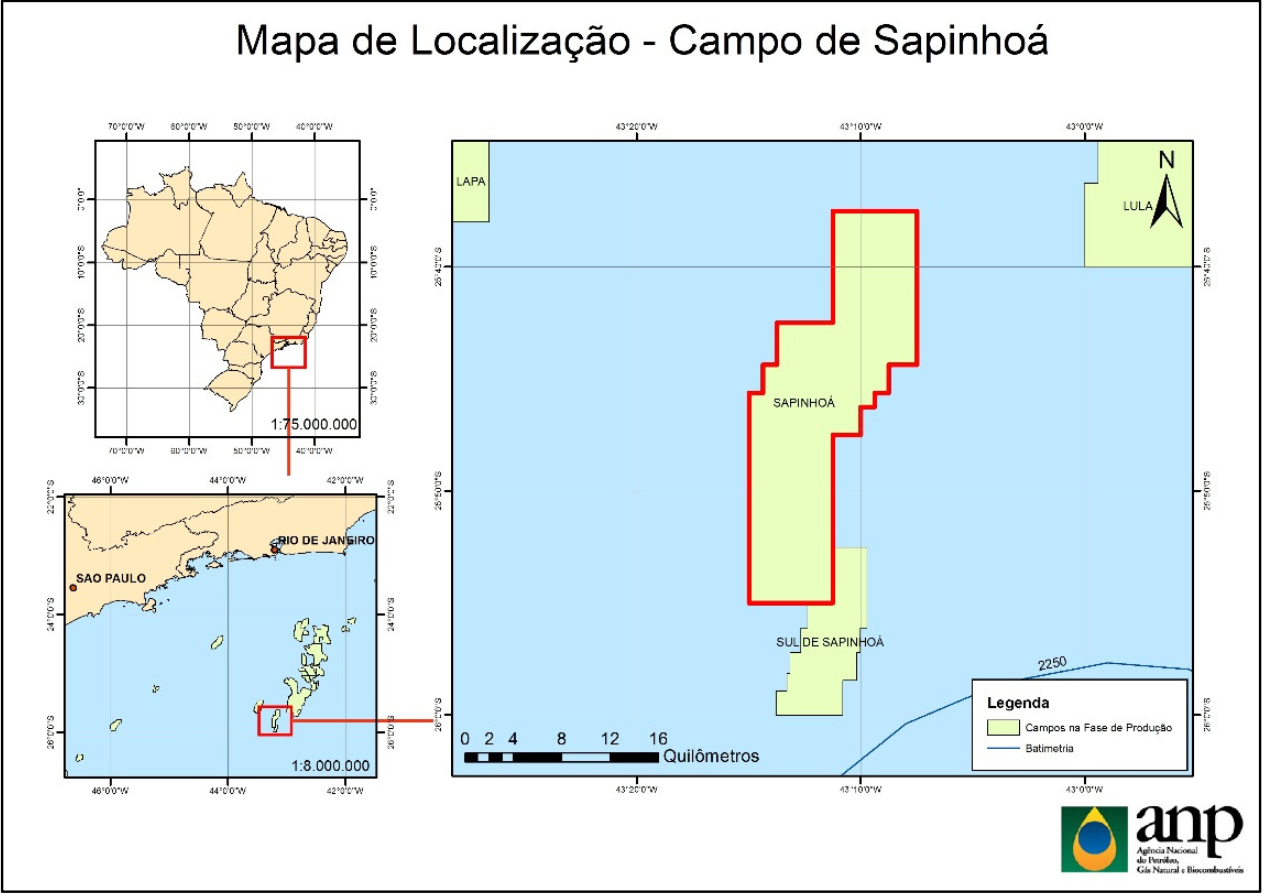 Mapa de Localização - Campo de Sapinhoá
70°0'0"W 60°0'0"W 50°0'0"W 40°0'0"W
0°0'0"
0°0'0"
10°0'0"S
10°0'0"S
20°0'0"S
20°0'0"S
30°0'0"S
30°0'0"S
1:75.000.000
70°0'0"W 60°0'0"W 50°0'0"W 40°0'0"W
46°0'0"W 44°0'0"W 42°0'0"W
22°0'0"S
22°0'0"S
RIO DE JANEIRO
SAO PAULO
24°0'0"S
24°0'0"S
26°0'0"S
26°0'0"S
1:8.000.000
46°0'0"W 44°0'0"W 42°0'0"W
43°20'0"W 43°10'0"W 43°0'0"W
LAPA
N
LULA
25°40'0"S
25°40'0"S
SAPINHOÁ
25°50'0"S
25°50'0"S
SUL DE SAPINHOÁ
2250
26°0'0"S
26°0'0"S
0 2 4 8 12 16
Quilômetros
Legenda
Campos na Fase de Produção
Batimetria
43°20'0"W 43°10'0"W 43°0'0"W
anp
Agência Nacional
do Petróleo,
Gás Natural e Biocombustíveis